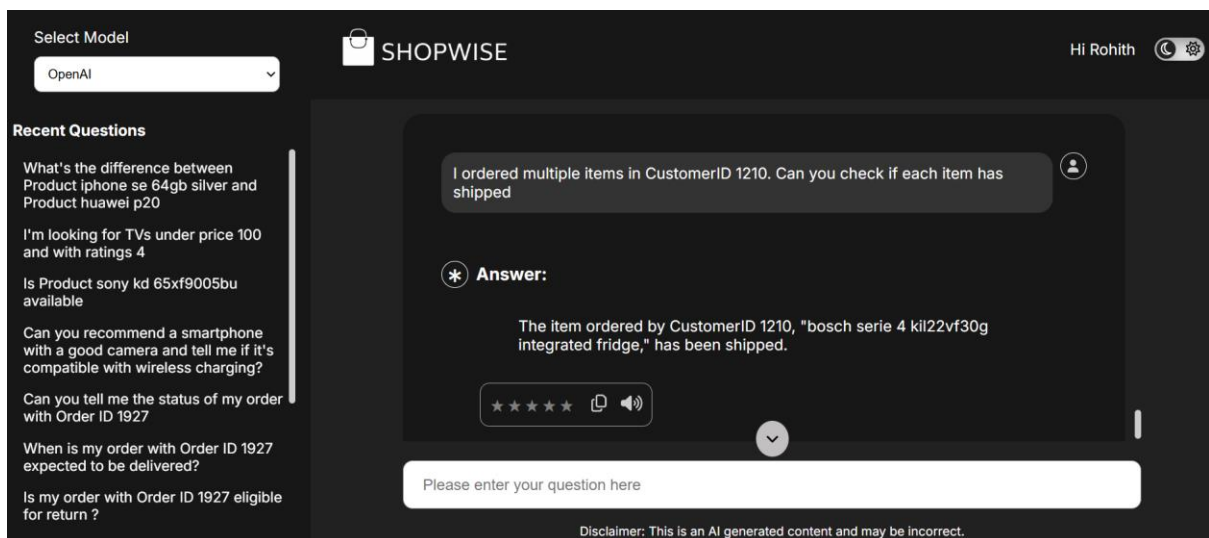 Select Model
OpenAI
SHOPWISE
Hi Rohith
Recent Questions
What's the difference between
Product iphone se 64gb silver and
Product huawei p20
I'm looking for TVs under price 100
and with ratings 4
Is Product sony kd 65xf9005bu
available
Can you recommend a smartphone
with a good camera and tell me if it's
compatible with wireless charging?
Can you tell me the status of my order
with Order ID 1927
When is my order with Order ID 1927
expected to be delivered?
Is my order with Order ID 1927 eligible
for return ?
I ordered multiple items in CustomerID 1210. Can you check if each item has
shipped
Answer:
The item ordered by CustomerID 1210, "bosch serie 4 kil22vf30g
integrated fridge," has been shipped.
Please enter your question here
Disclaimer: This is an AI generated content and may be incorrect.